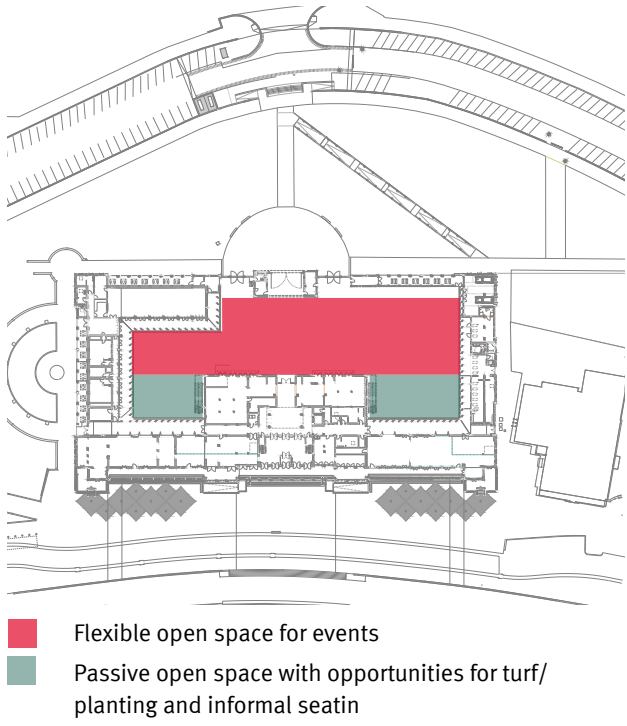 Flexible open space for events
Passive open space with opportunities for turf/
planting and informal seatin